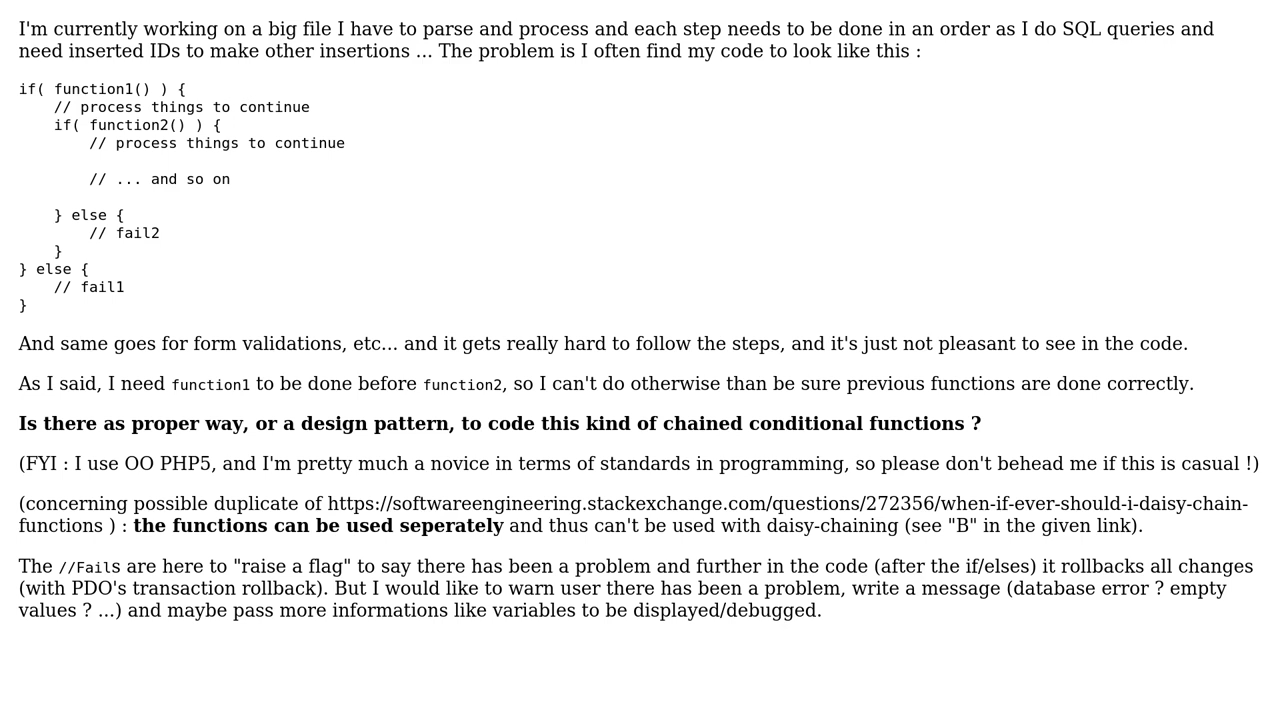 I'm currently working on a big file I have to parse and process and each step needs to be done in an order as I do SQL queries and
need inserted IDs to make other insertions ... The problem is I often find my code to look like this :
if( function1() ) {
    // process things to continue
    if( function2() ) {
        // process things to continue
        // ... and so on
    } else {
        // fail2
    }
} else {
    // fail1
}
And same goes for form validations, etc... and it gets really hard to follow the steps, and it's just not pleasant to see in the code.
As I said, I need function1 to be done before function2, so I can't do otherwise than be sure previous functions are done correctly.
Is there as proper way, or a design pattern, to code this kind of chained conditional functions ?
(FYI : I use OO PHP5, and I'm pretty much a novice in terms of standards in programming, so please don't behead me if this is casual !)
(concerning possible duplicate of https://softwareengineering.stackexchange.com/questions/272356/when-if-ever-should-i-daisy-chain-
functions ) : the functions can be used seperately and thus can't be used with daisy-chaining (see "B" in the given link).
The //Fails are here to "raise a flag" to say there has been a problem and further in the code (after the if/elses) it rollbacks all changes
(with PDO's transaction rollback). But I would like to warn user there has been a problem, write a message (database error ? empty
values ? ...) and maybe pass more informations like variables to be displayed/debugged.